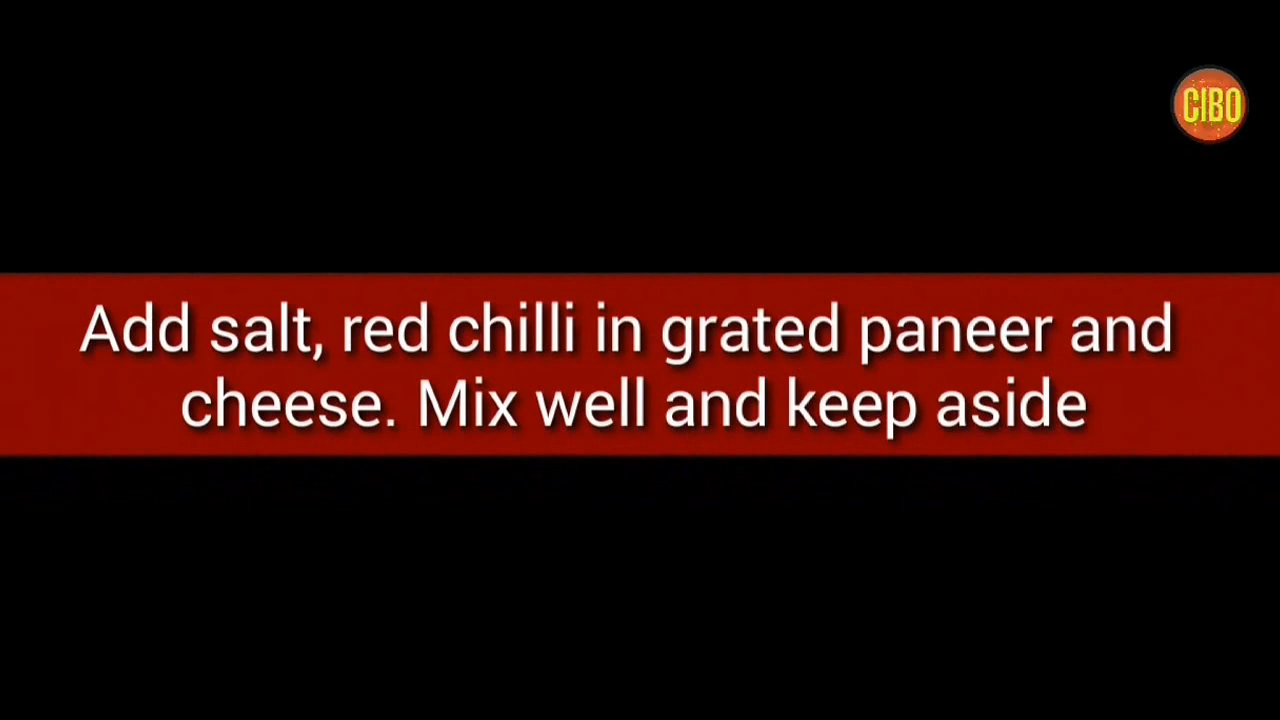 CIBO
Add salt, red chilli in grated paneer and
cheese. Mix well and keep aside